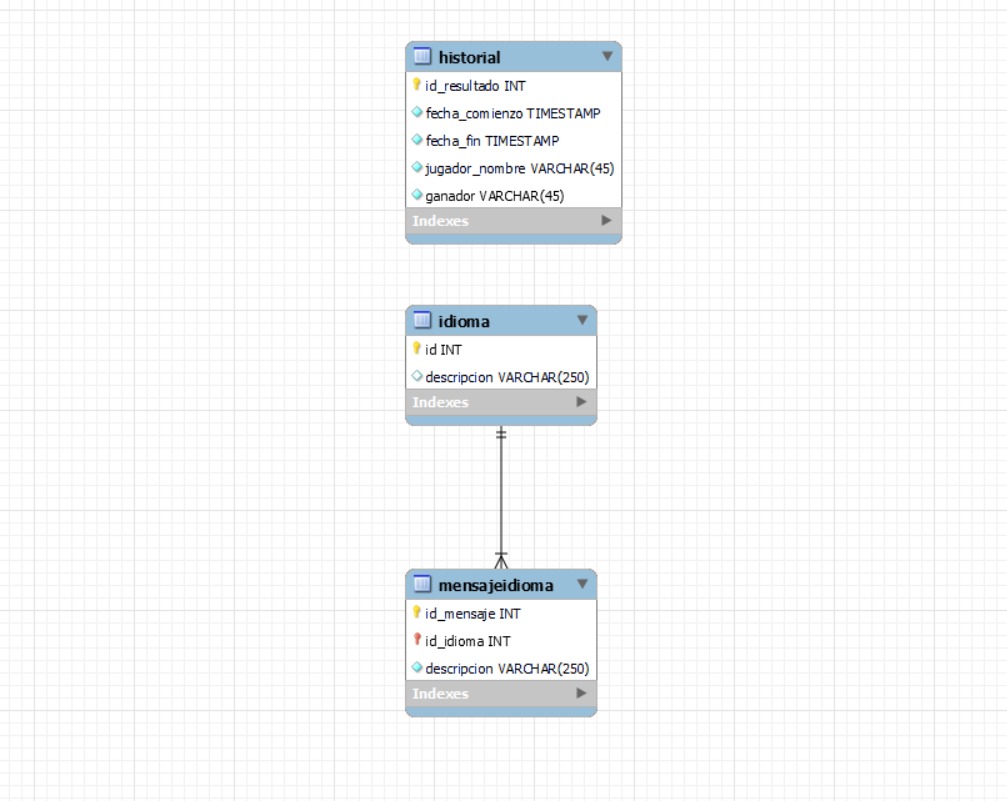 historial
id_resultado INT
fecha_comienzo TIMESTAMP
fecha_fin TIMESTAMP
jugador_nombre VARCHAR(45)
ganador VARCHAR(45)
Indexes
idioma
id INT
descripcion VARCHAR(250)
Indexes
mensajeidioma
id_mensaje INT
id_idioma INT
descripcion VARCHAR(250)
Indexes